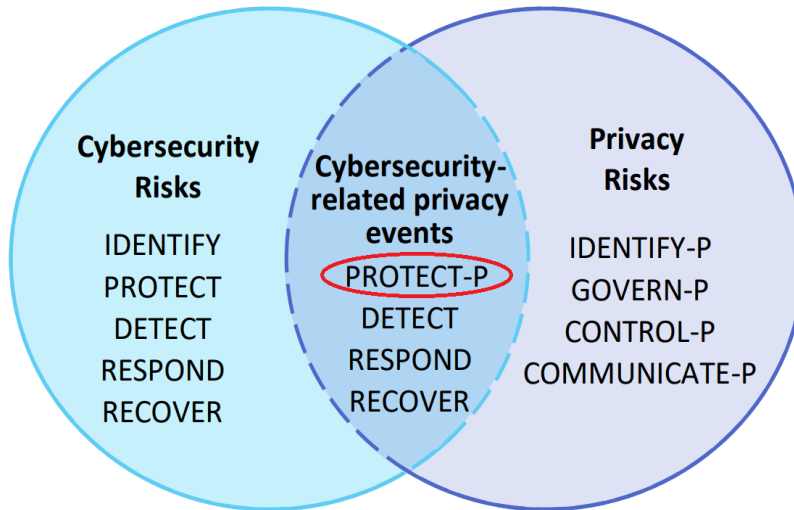 Cybersecurity
Risks
IDENTIFY
PROTECT
DETECT
RESPOND
RECOVER
Cybersecurity-
related privacy
events
PROTECT-P
DETECT
RESPOND
RECOVER
Privacy
Risks
IDENTIFY-P
GOVERN-P
CONTROL-P
COMMUNICATE-P